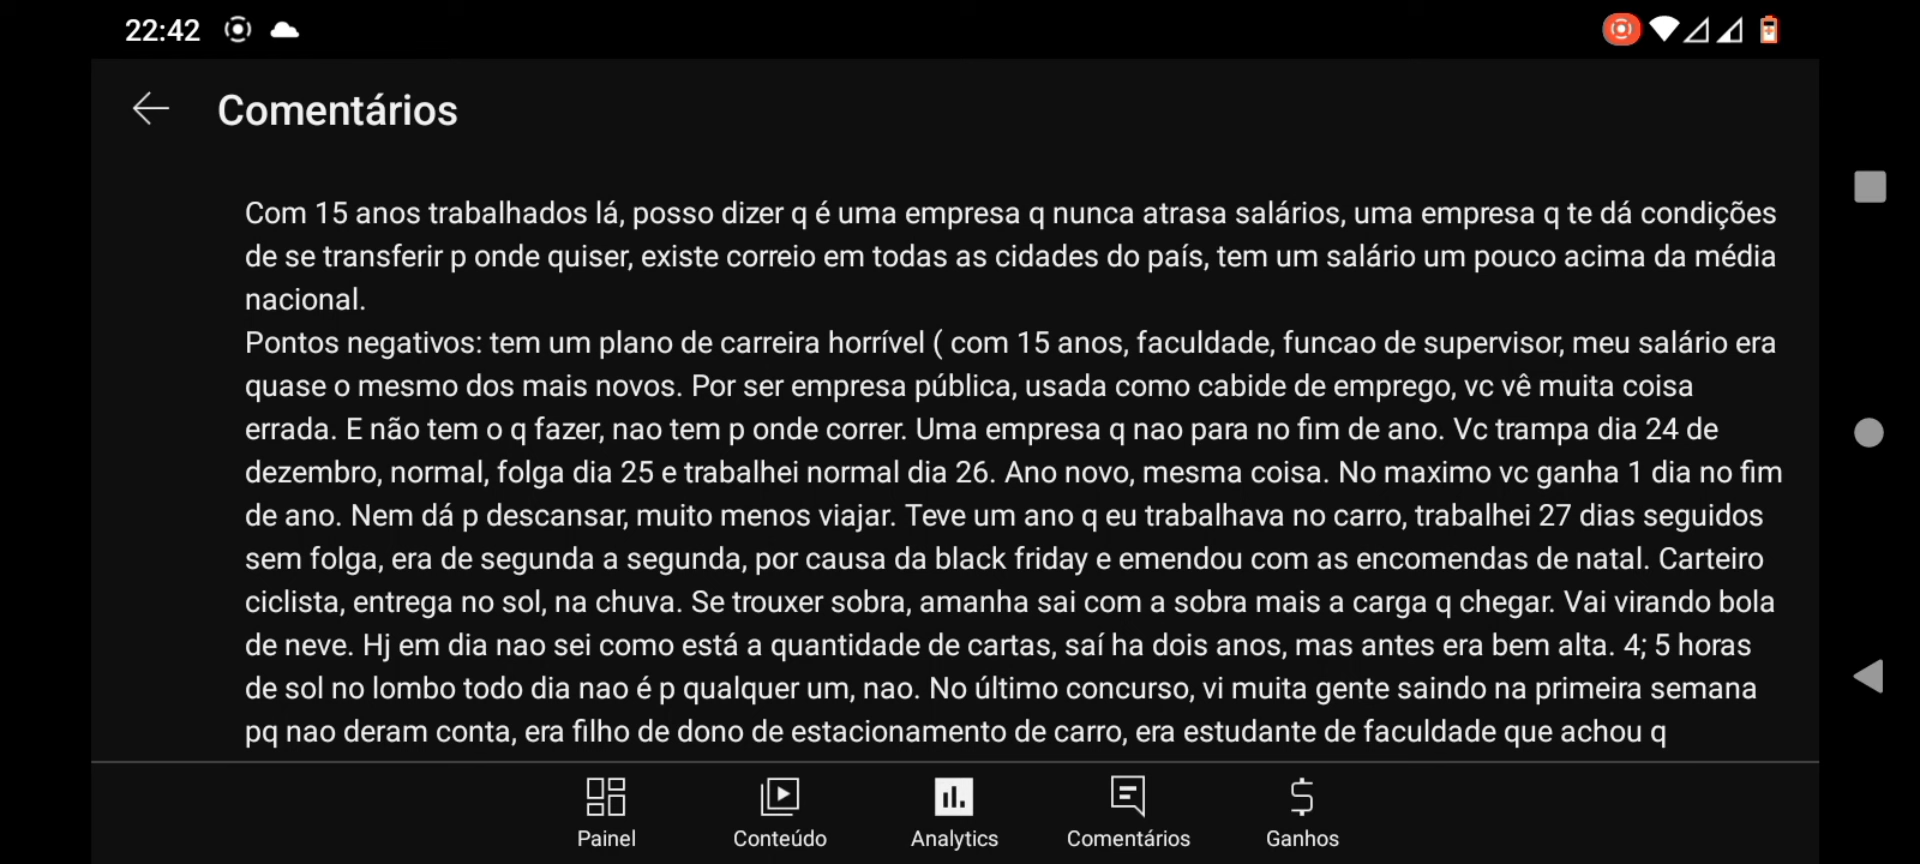 22:42
Comentários
Com 15 anos trabalhados lá, posso dizer q é uma empresa q nunca atrasa salários, uma empresa q te dá condições
de se transferir p onde quiser, existe correio em todas as cidades do país, tem um salário um pouco acima da média
nacional.
Pontos negativos: tem um plano de carreira horrível ( com 15 anos, faculdade, funcao de supervisor, meu salário era
quase o mesmo dos mais novos. Por ser empresa pública, usada como cabide de emprego, vc vê muita coisa
errada. E não tem o q fazer, nao tem p onde correr. Uma empresa q nao para no fim de ano. Vc trampa dia 24 de
dezembro, normal, folga dia 25 e trabalhei normal dia 26. Ano novo, mesma coisa. No maximo vc ganha 1 dia no fim
de ano. Nem dá p descansar, muito menos viajar. Teve um ano q eu trabalhava no carro, trabalhei 27 dias seguidos
sem folga, era de segunda a segunda, por causa da black friday e emendou com as encomendas de natal. Carteiro
ciclista, entrega no sol, na chuva. Se trouxer sobra, amanha sai com a sobra mais a carga q chegar. Vai virando bola
de neve. Hj em dia nao sei como está a quantidade de cartas, saí ha dois anos, mas antes era bem alta. 4; 5 horas
de sol no lombo todo dia nao é p qualquer um, nao. No último concurso, vi muita gente saindo na primeira semana
pq nao deram conta, era filho de dono de estacionamento de carro, era estudante de faculdade que achou q
Painel Conteúdo Analytics Comentários Ganhos